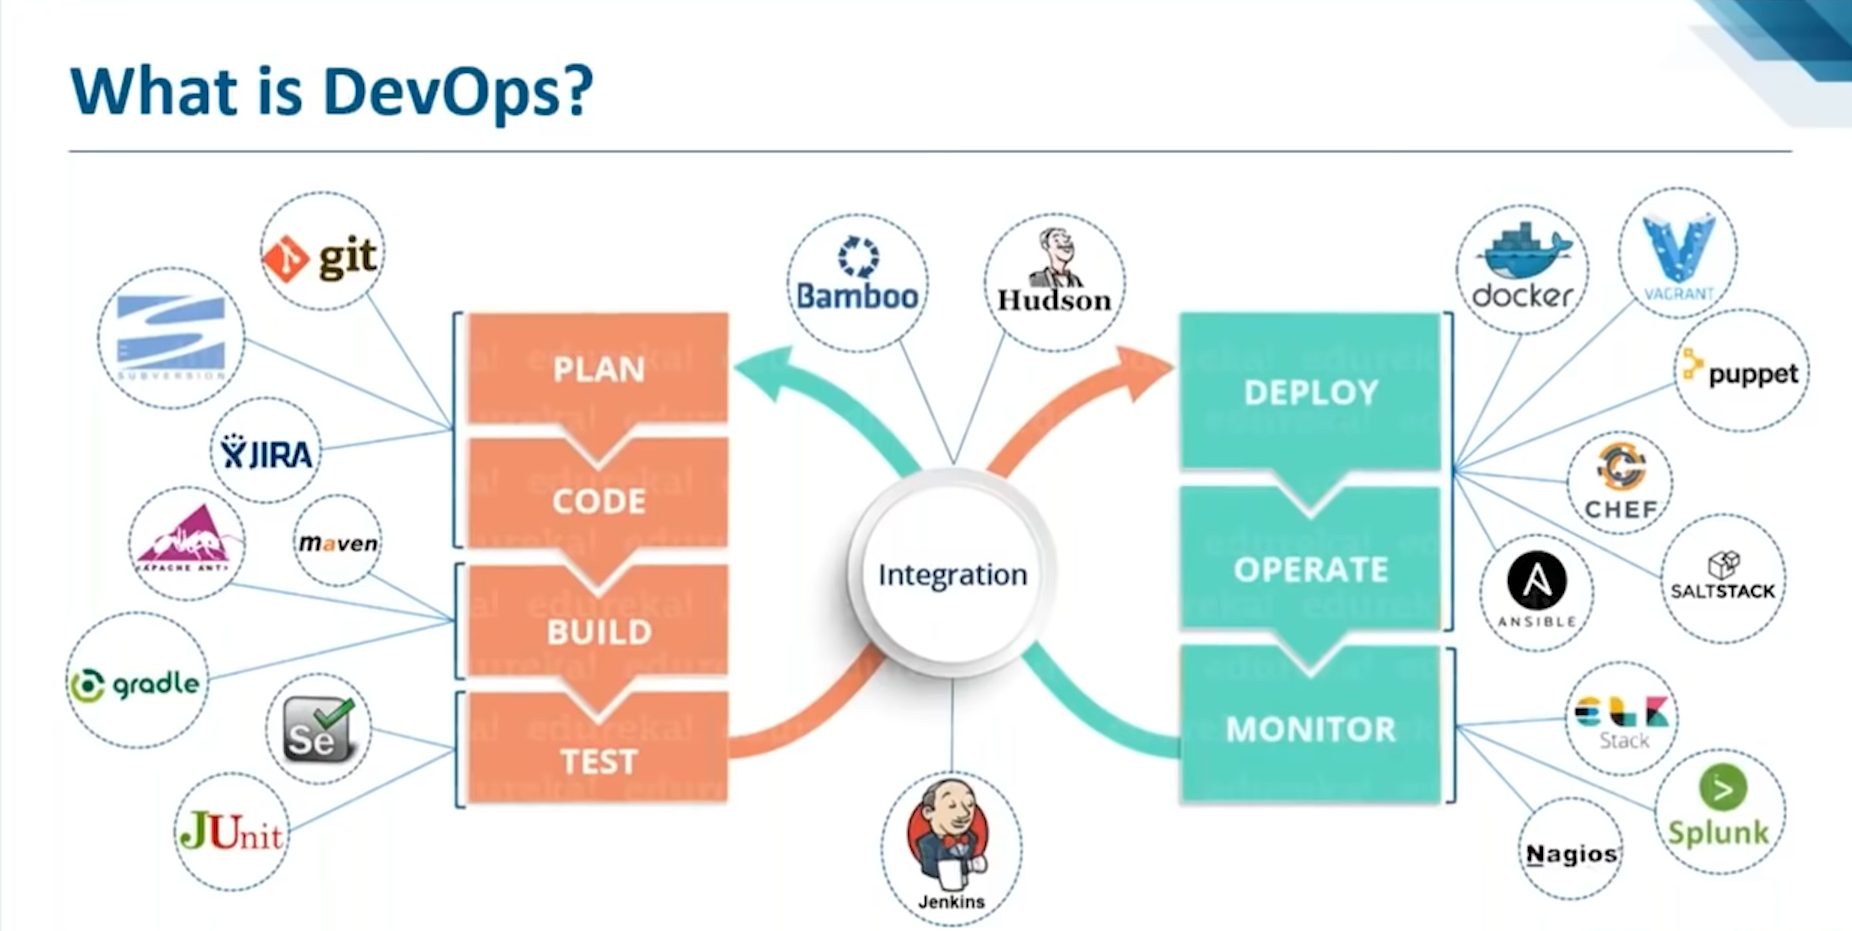 What is DevOps?
git
SUBVERSION
JIRA
APACHE ANT
maven
gradle
Se
JUnit
PLAN
CODE
BUILD
TEST
Bamboo
Hudson
Integration
Jenkins
DEPLOY
OPERATE
MONITOR
docker
VAGRANT
puppet
CHEF
SALTSTACK
ANSIBLE
ELK
Stack
Splunk
Nagios
edureka!